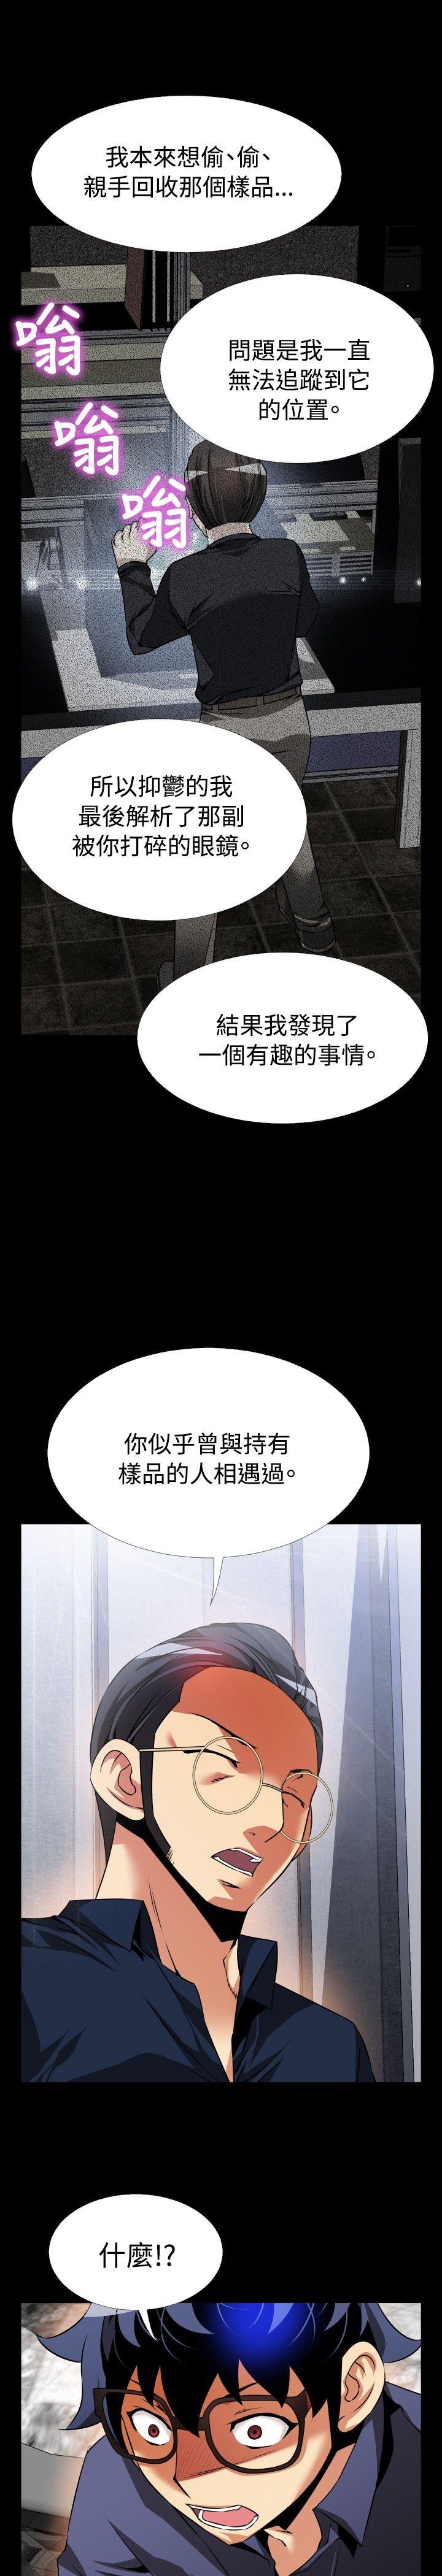 我本來想偷、偷、
親手回收那個樣品...
嗡
嗡
嗡
問題是我一直
無法追蹤到它
的位置。
所以抑鬱的我
最後解析了那副
被你打碎的眼鏡。
結果我發現了
一個有趣的事情。
你似乎曾與持有
樣品的人相遇過。
什麼!?